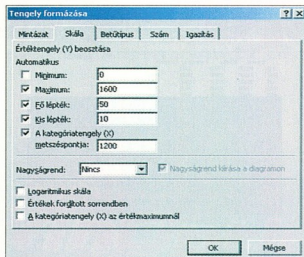 Tengely formázása
Mintázat Skála Betűtípus Szám Igazítás
Értéktengely (Y) beosztása
Automatikus
Minimum: 0
Maximum: 1600
Fő lépték: 50
Kis lépték: 10
A kategóriatengely (X)
metszéspontja: 1200
Nagyságrend: Nincs Nagyságrend kiírása a diagramon
Logaritmikus skála
Értékek fordított sorrendben
A kategóriatengely (X) az értékmaximumnál
OK Mégse